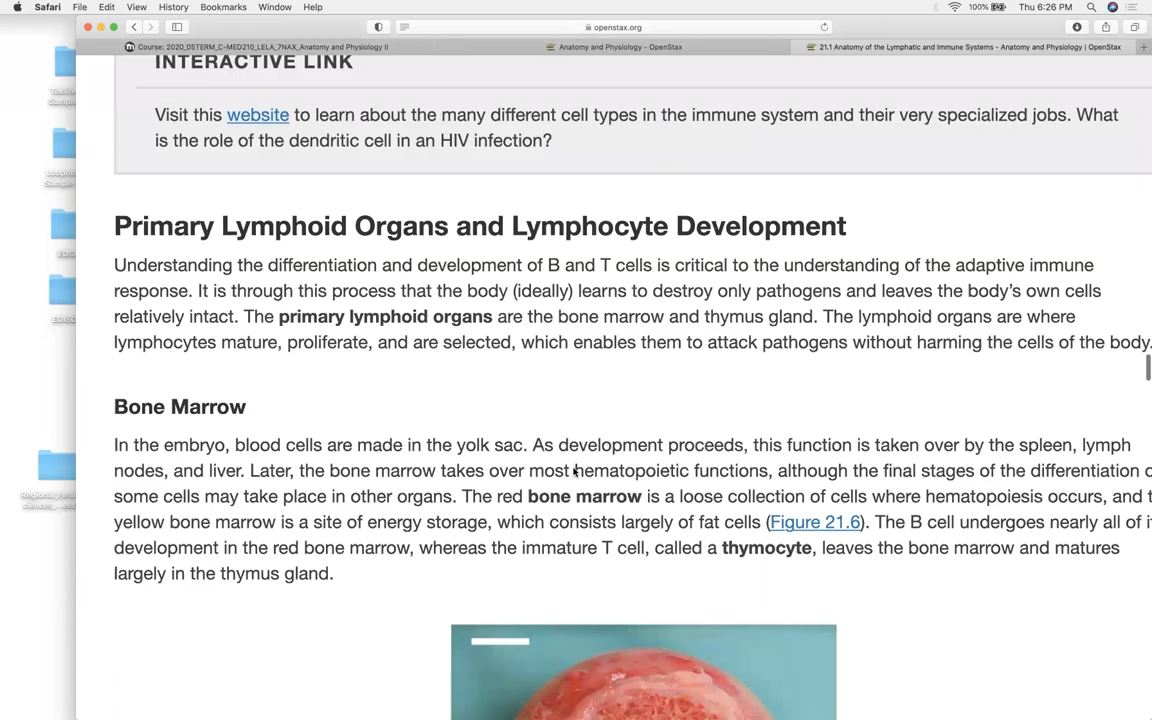 Safari File Edit View History Bookmarks Window Help 100% Thu 6:26 PM
openstax.org
Course: 2020_05TERM_C-MED210_LELA_7NAX_Anatomy and Physiology II Anatomy and Physiology - OpenStax 21.1 Anatomy of the Lymphatic and Immune Systems - Anatomy and Physiology | OpenStax
INTERACTIVE LINK
Visit this website to learn about the many different cell types in the immune system and their very specialized jobs. What
is the role of the dendritic cell in an HIV infection?
Primary Lymphoid Organs and Lymphocyte Development
Understanding the differentiation and development of B and T cells is critical to the understanding of the adaptive immune
response. It is through this process that the body (ideally) learns to destroy only pathogens and leaves the body's own cells
relatively intact. The primary lymphoid organs are the bone marrow and thymus gland. The lymphoid organs are where
lymphocytes mature, proliferate, and are selected, which enables them to attack pathogens without harming the cells of the body.
Bone Marrow
In the embryo, blood cells are made in the yolk sac. As development proceeds, this function is taken over by the spleen, lymph
nodes, and liver. Later, the bone marrow takes over most hematopoietic functions, although the final stages of the differentiation
some cells may take place in other organs. The red bone marrow is a loose collection of cells where hematopoiesis occurs, and
yellow bone marrow is a site of energy storage, which consists largely of fat cells (Figure 21.6). The B cell undergoes nearly all of
development in the red bone marrow, whereas the immature T cell, called a thymocyte, leaves the bone marrow and matures
largely in the thymus gland.